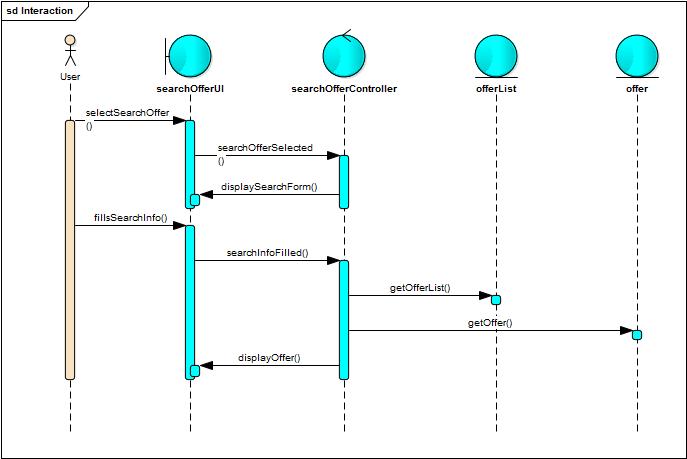 sd Interaction
User
searchOfferUI
searchOfferController
offerList
offer
selectSearchOffer
()
searchOfferSelected
()
displaySearchForm()
fillsSearchInfo()
searchInfoFilled()
getOfferList()
getOffer()
displayOffer()